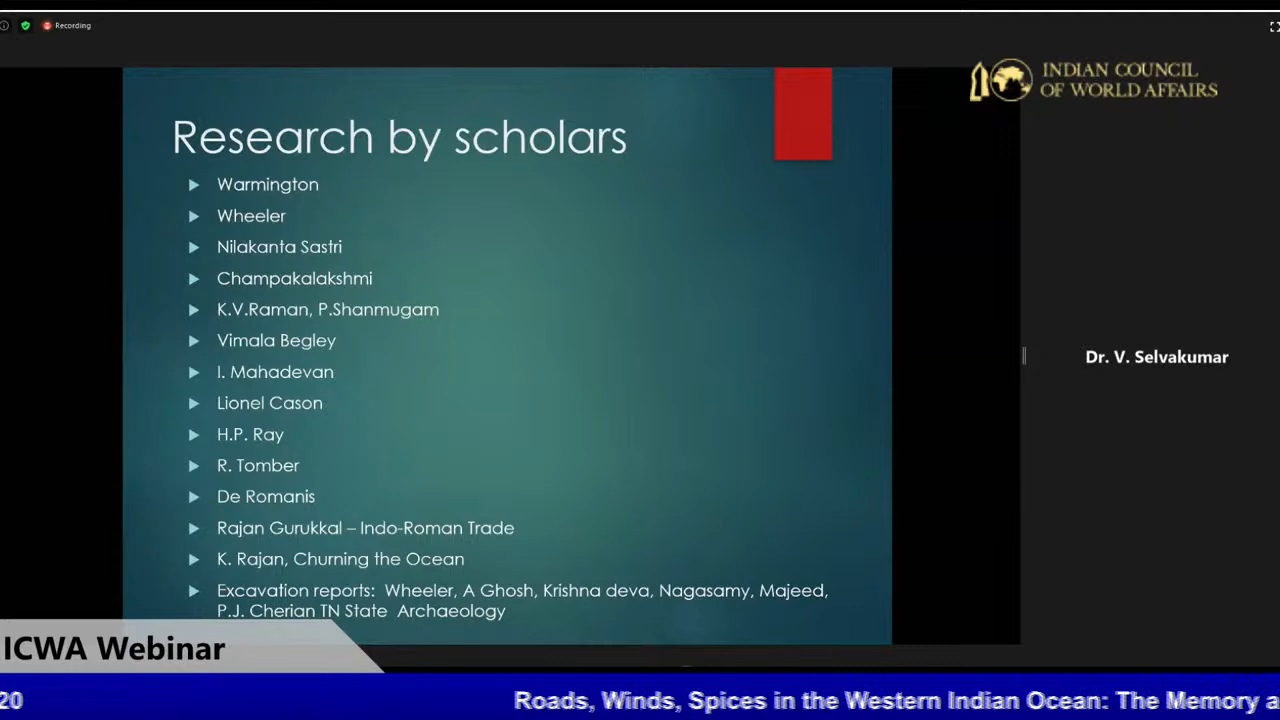 Recording
INDIAN COUNCIL
OF WORLD AFFAIRS
Research by scholars
Warmington
Wheeler
Nilakanta Sastri
Champakalakshmi
K.V.Raman, P.Shanmugam
Vimala Begley
I. Mahadevan
Lionel Cason
H.P. Ray
R. Tomber
De Romanis
Rajan Gurukkal – Indo-Roman Trade
K. Rajan, Churning the Ocean
Excavation reports: Wheeler, A Ghosh, Krishna deva, Nagasamy, Majeed,
P.J. Cherian TN State Archaeology
Dr. V. Selvakumar
ICWA Webinar
20 Roads, Winds, Spices in the Western Indian Ocean: The Memory a